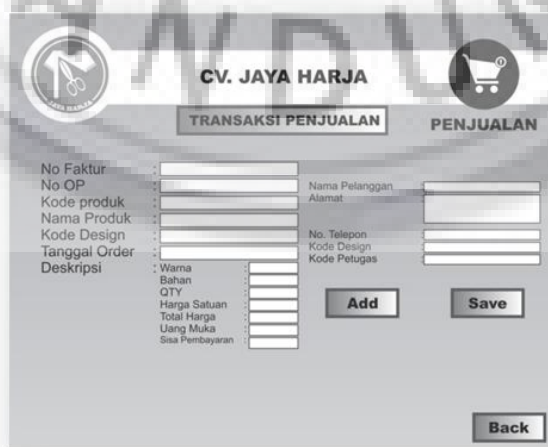 CV. JAYA HARJA
JAYA HARJA
TRANSAKSI PENJUALAN
PENJUALAN
No Faktur :
No OP :
Kode produk :
Nama Produk :
Kode Design :
Tanggal Order :
Deskripsi :
Warna :
Bahan :
QTY :
Harga Satuan :
Total Harga :
Uang Muka :
Sisa Pembayaran :
Nama Pelanggan :
Alamat :
No. Telepon :
Kode Design :
Kode Petugas :
Add
Save
Back